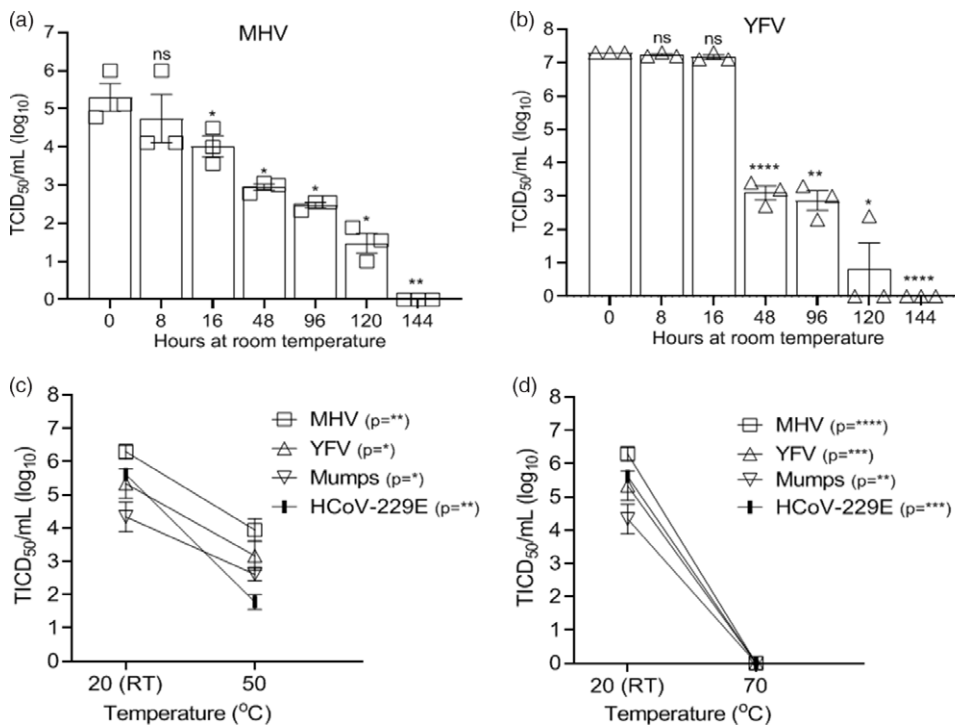 (a)
MHV
TCID50/mL (log10)
7
6
5
4
3
2
1
0
ns
*
*
*
*
**
0 8 16 48 96 120 144
Hours at room temperature
(b)
YFV
TCID50/mL (log10)
8
7
6
5
4
3
2
1
0
ns
ns
****
**
*
****
0 8 16 48 96 120 144
Hours at room temperature
(c)
TICD50/mL (log10)
8
7
6
5
4
3
2
1
0
MHV (p=**)
YFV (p=*)
Mumps (p=*)
HCoV-229E (p=**)
20 (RT) 50
Temperature (oC)
(d)
TICD50/mL (log10)
8
7
6
5
4
3
2
1
0
MHV (p=****)
YFV (p=***)
Mumps (p=**)
HCoV-229E (p=***)
20 (RT) 70
Temperature (oC)